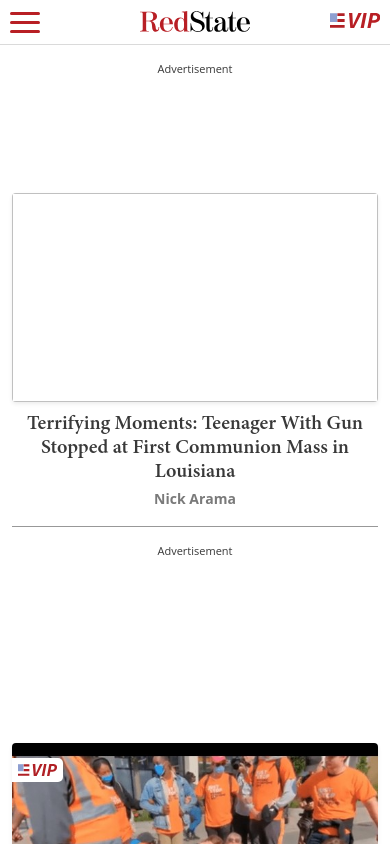 RedState
VIP
Advertisement
Terrifying Moments: Teenager With Gun
Stopped at First Communion Mass in
Louisiana
Nick Arama
Advertisement
VIP